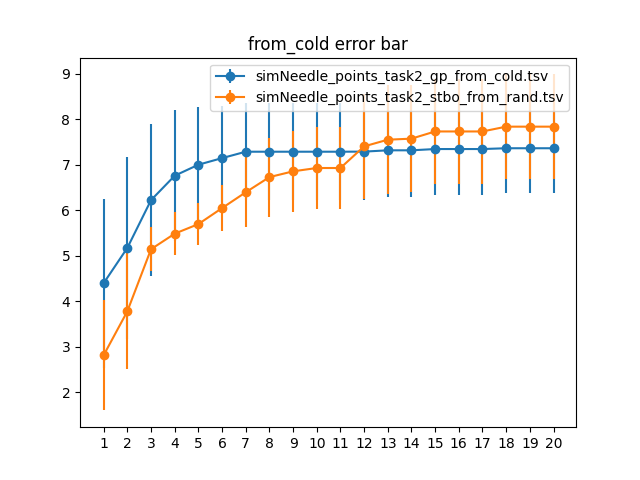 from_cold error bar
simNeedle_points_task2_gp_from_cold.tsv
simNeedle_points_task2_stbo_from_rand.tsv
9
8
7
6
5
4
3
2
1 2 3 4 5 6 7 8 9 10 11 12 13 14 15 16 17 18 19 20